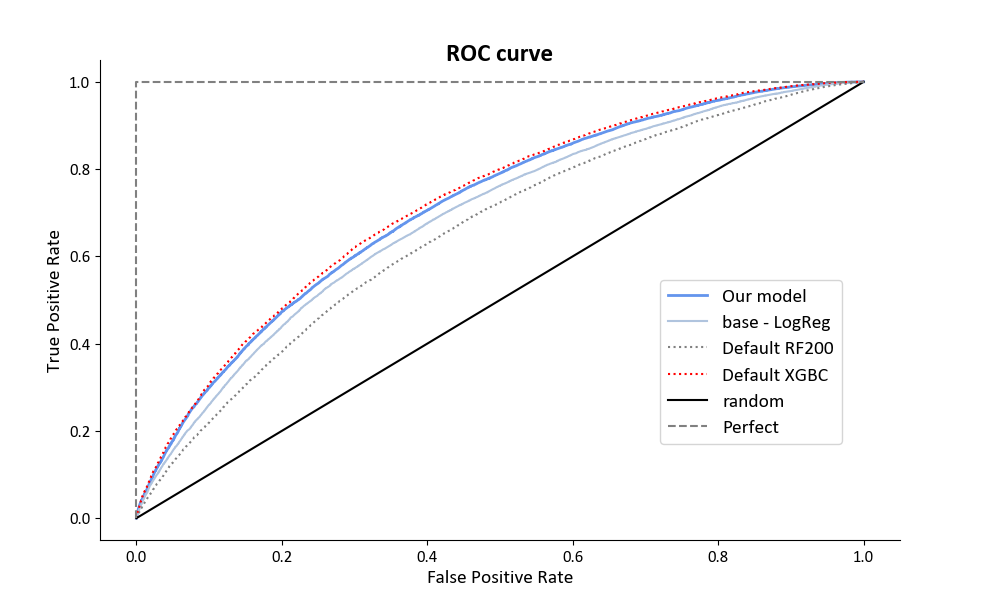 ROC curve
True Positive Rate
1.0
0.8
0.6
0.4
0.2
0.0
Our model
base - LogReg
Default RF200
Default XGBC
random
Perfect
0.0 0.2 0.4 0.6 0.8 1.0
False Positive Rate